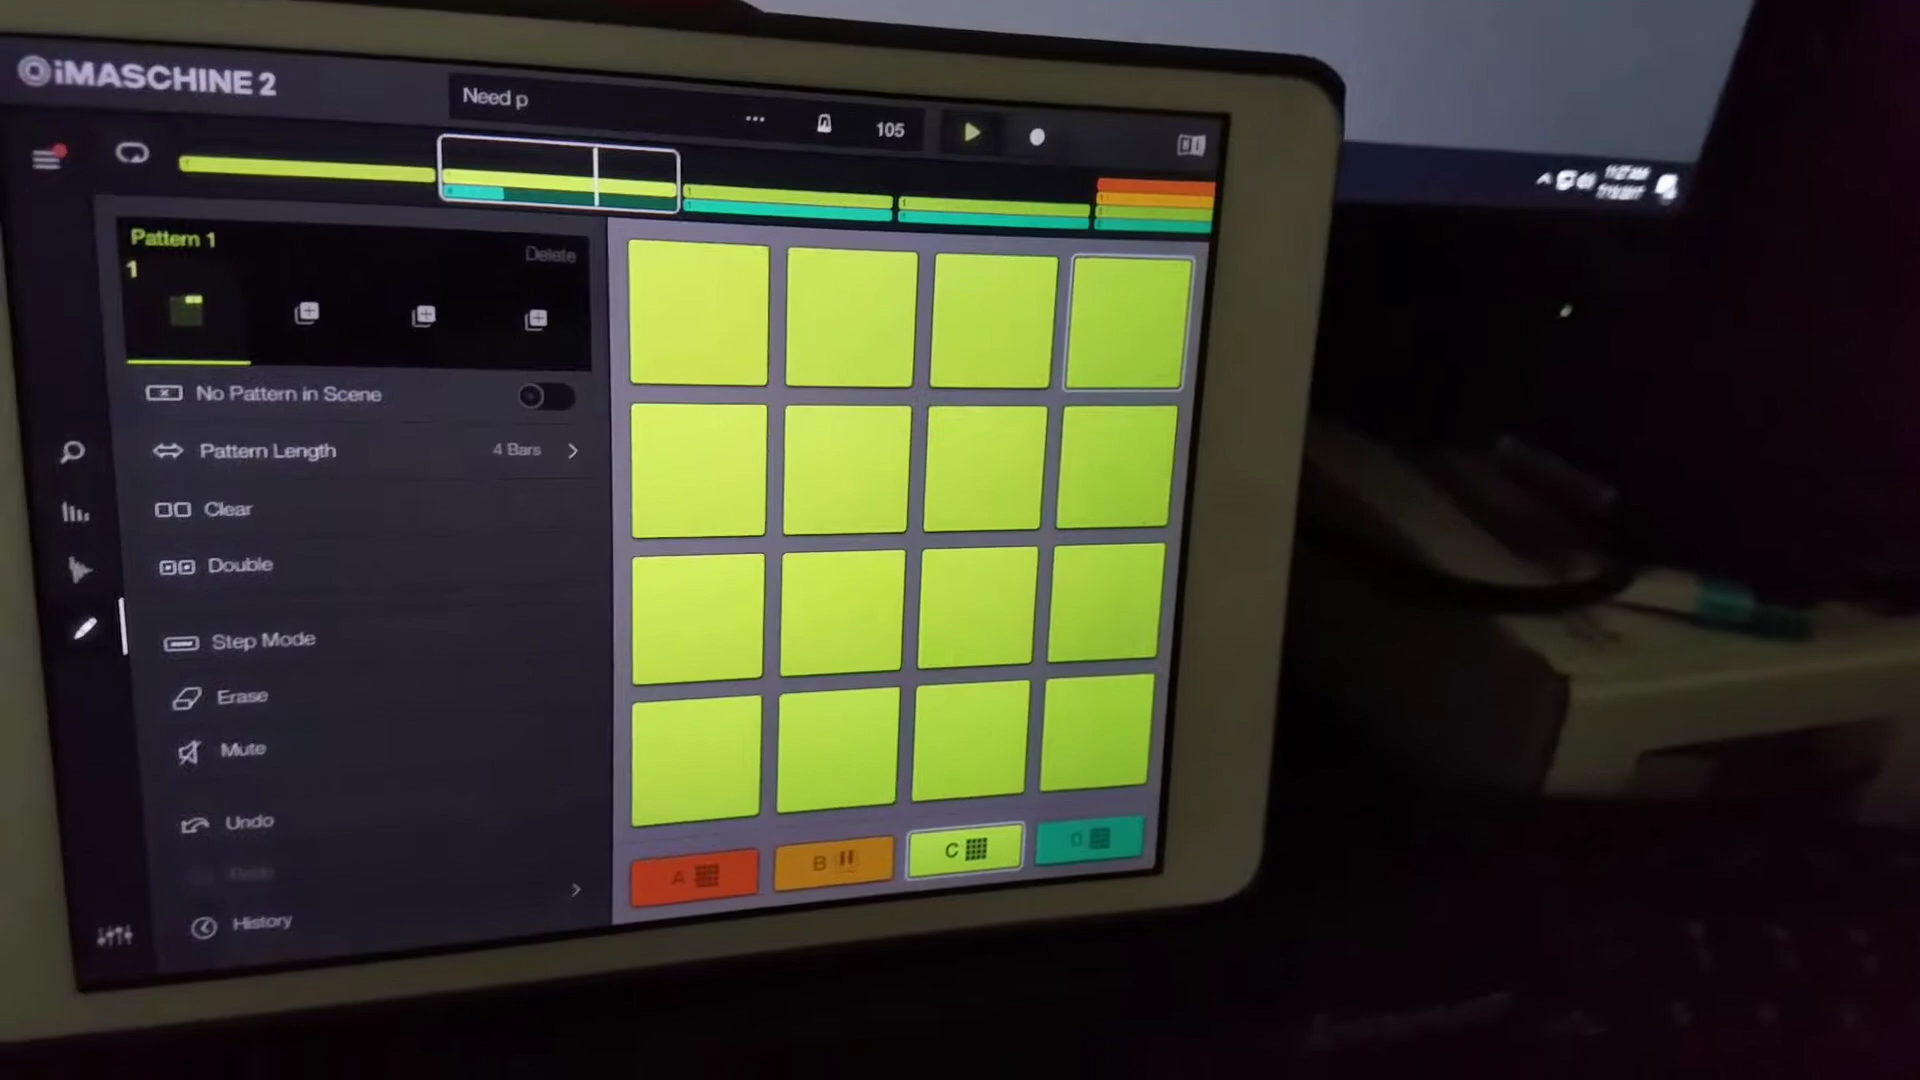 iMASCHINE 2
Need p
105
Pattern 1
Delete
1
No Pattern in Scene
Pattern Length
4 Bars
Clear
Double
Step Mode
Erase
Mute
Undo
History
A
B
C
D